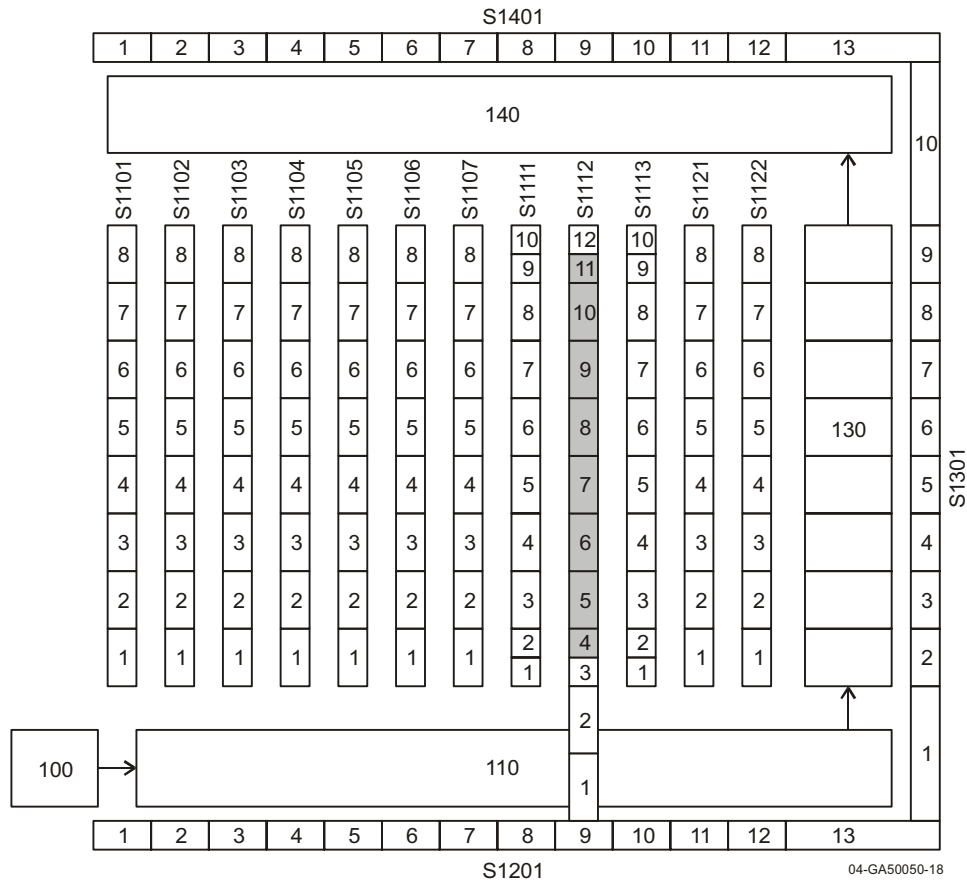 S1401
1 2 3 4 5 6 7 8 9 10 11 12 13
140
10
S1101 S1102 S1103 S1104 S1105 S1106 S1107 S1111 S1112 S1113 S1121 S1122
10 12 10
8 8 8 8 8 8 8 8 8 9
9 11 9
7 7 7 7 7 7 7 8 10 8 7 7 8
6 6 6 6 6 6 6 7 9 7 6 6 7
5 5 5 5 5 5 5 6 8 6 5 5 130 6
4 4 4 4 4 4 4 5 7 5 4 4 5
S1301
3 3 3 3 3 3 3 4 6 4 3 3 4
2 2 2 2 2 2 2 3 5 3 2 2 3
2 4 2
1 1 1 1 1 1 1 1 1 2
1 3 1
2
1
100 110
1
1 2 3 4 5 6 7 8 9 10 11 12 13
S1201
04-GA50050-18